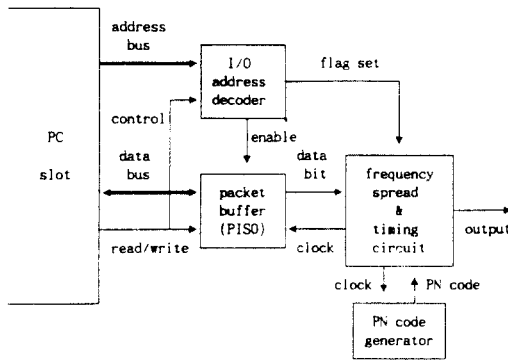 address
bus
I/O
address
decoder
flag set
control
enable
PC
slot
data
bus
data
bit
packet
buffer
(PISO)
frequency
spread
&
timing
circuit
read/write
clock
output
clock
PN code
PN code
generator